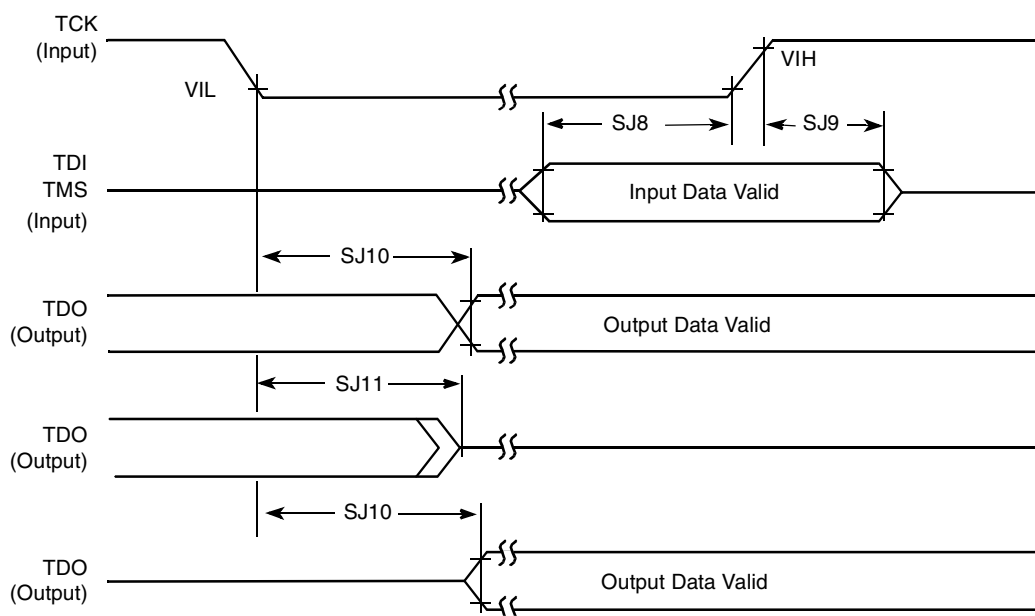 TCK
(Input)
VIL
VIH
SJ8
SJ9
TDI
TMS
(Input)
Input Data Valid
SJ10
TDO
(Output)
Output Data Valid
SJ11
TDO
(Output)
SJ10
TDO
(Output)
Output Data Valid